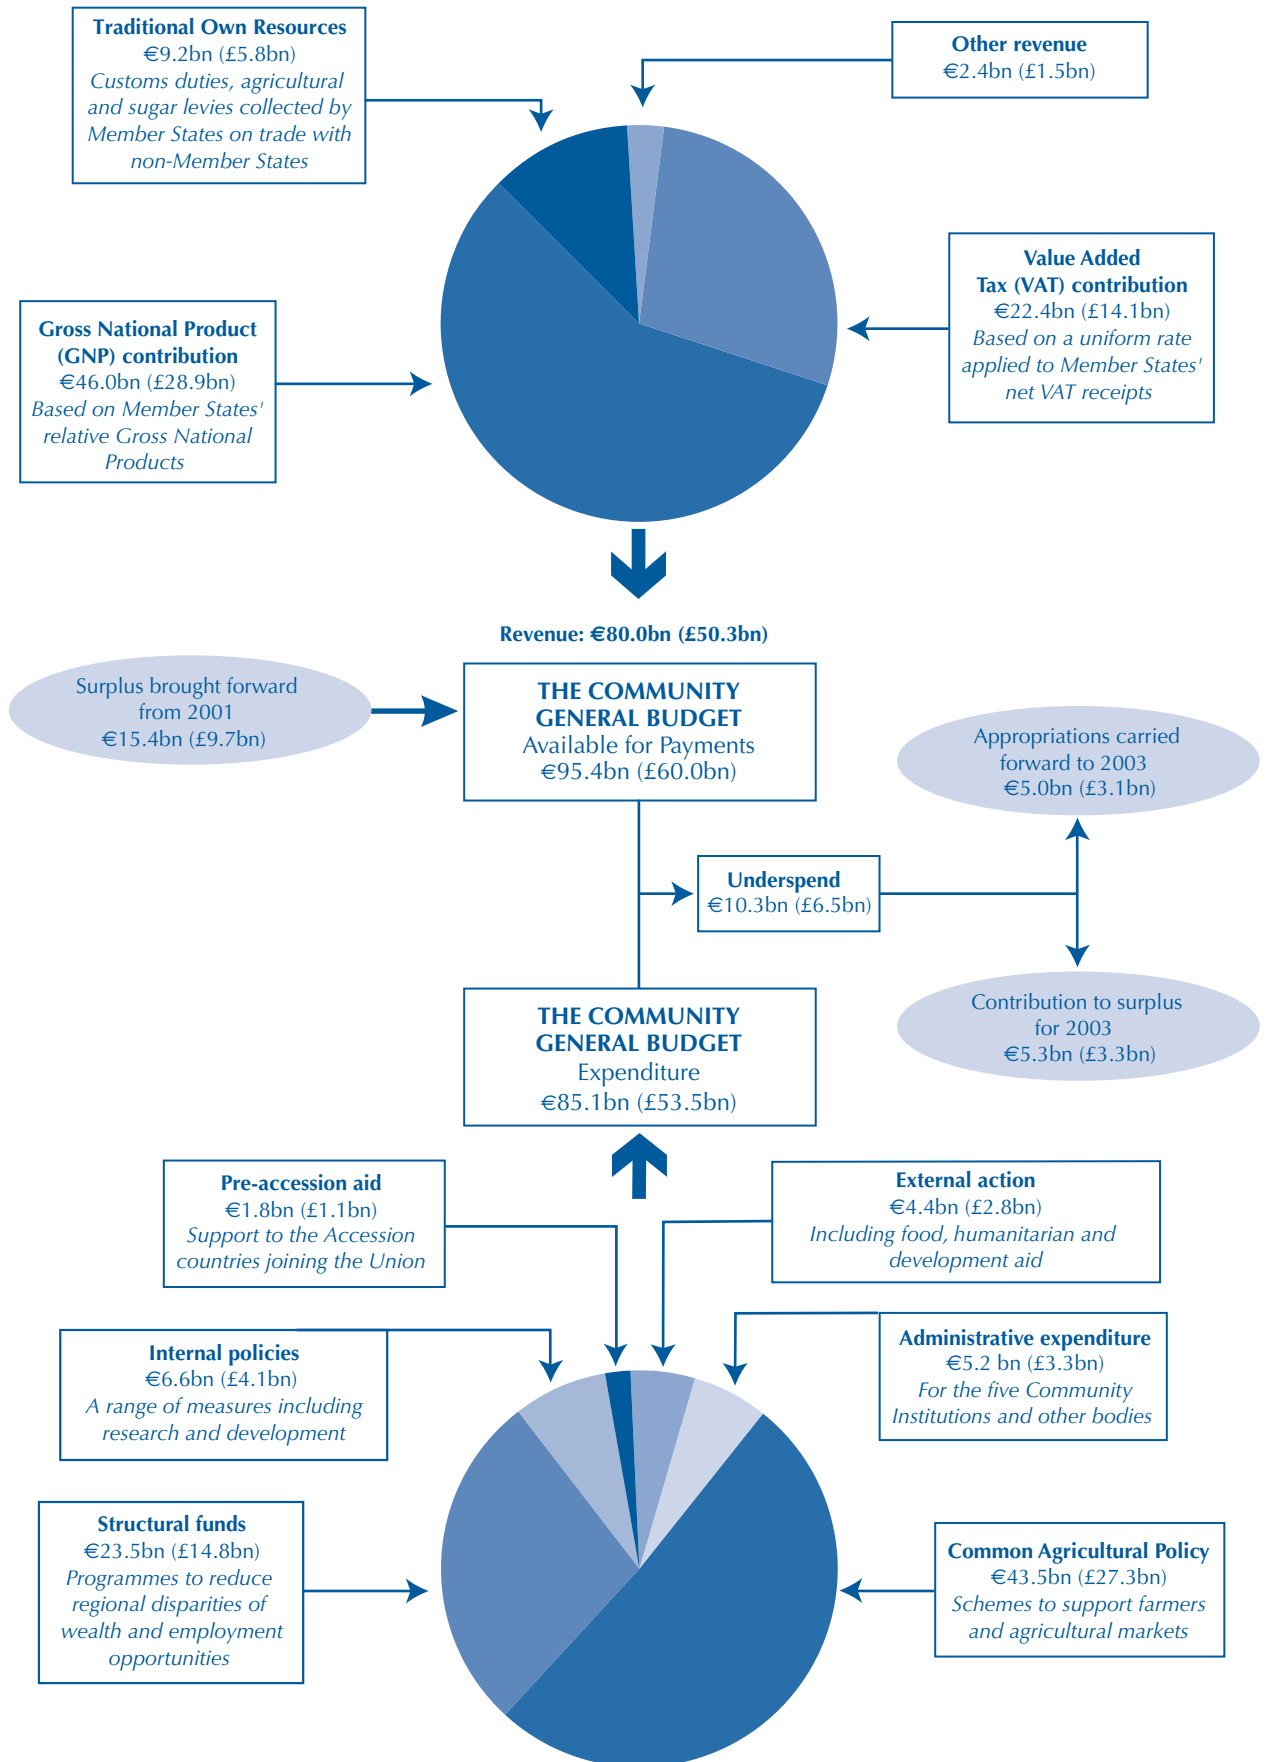 Traditional Own Resources
€9.2bn (£5.8bn)
Customs duties, agricultural
and sugar levies collected by
Member States on trade with
non-Member States
Other revenue
€2.4bn (£1.5bn)
Value Added
Tax (VAT) contribution
€22.4bn (£14.1bn)
Based on a uniform rate
applied to Member States'
net VAT receipts
Gross National Product
(GNP) contribution
€46.0bn (£28.9bn)
Based on Member States'
relative Gross National
Products
Revenue: €80.0bn (£50.3bn)
Surplus brought forward
from 2001
€15.4bn (£9.7bn)
THE COMMUNITY
GENERAL BUDGET
Available for Payments
€95.4bn (£60.0bn)
Appropriations carried
forward to 2003
€5.0bn (£3.1bn)
Underspend
€10.3bn (£6.5bn)
Contribution to surplus
for 2003
€5.3bn (£3.3bn)
THE COMMUNITY
GENERAL BUDGET
Expenditure
€85.1bn (£53.5bn)
Pre-accession aid
€1.8bn (£1.1bn)
Support to the Accession
countries joining the Union
External action
€4.4bn (£2.8bn)
Including food, humanitarian and
development aid
Internal policies
€6.6bn (£4.1bn)
A range of measures including
research and development
Administrative expenditure
€5.2 bn (£3.3bn)
For the five Community
Institutions and other bodies
Structural funds
€23.5bn (£14.8bn)
Programmes to reduce
regional disparities of
wealth and employment
opportunities
Common Agricultural Policy
€43.5bn (£27.3bn)
Schemes to support farmers
and agricultural markets